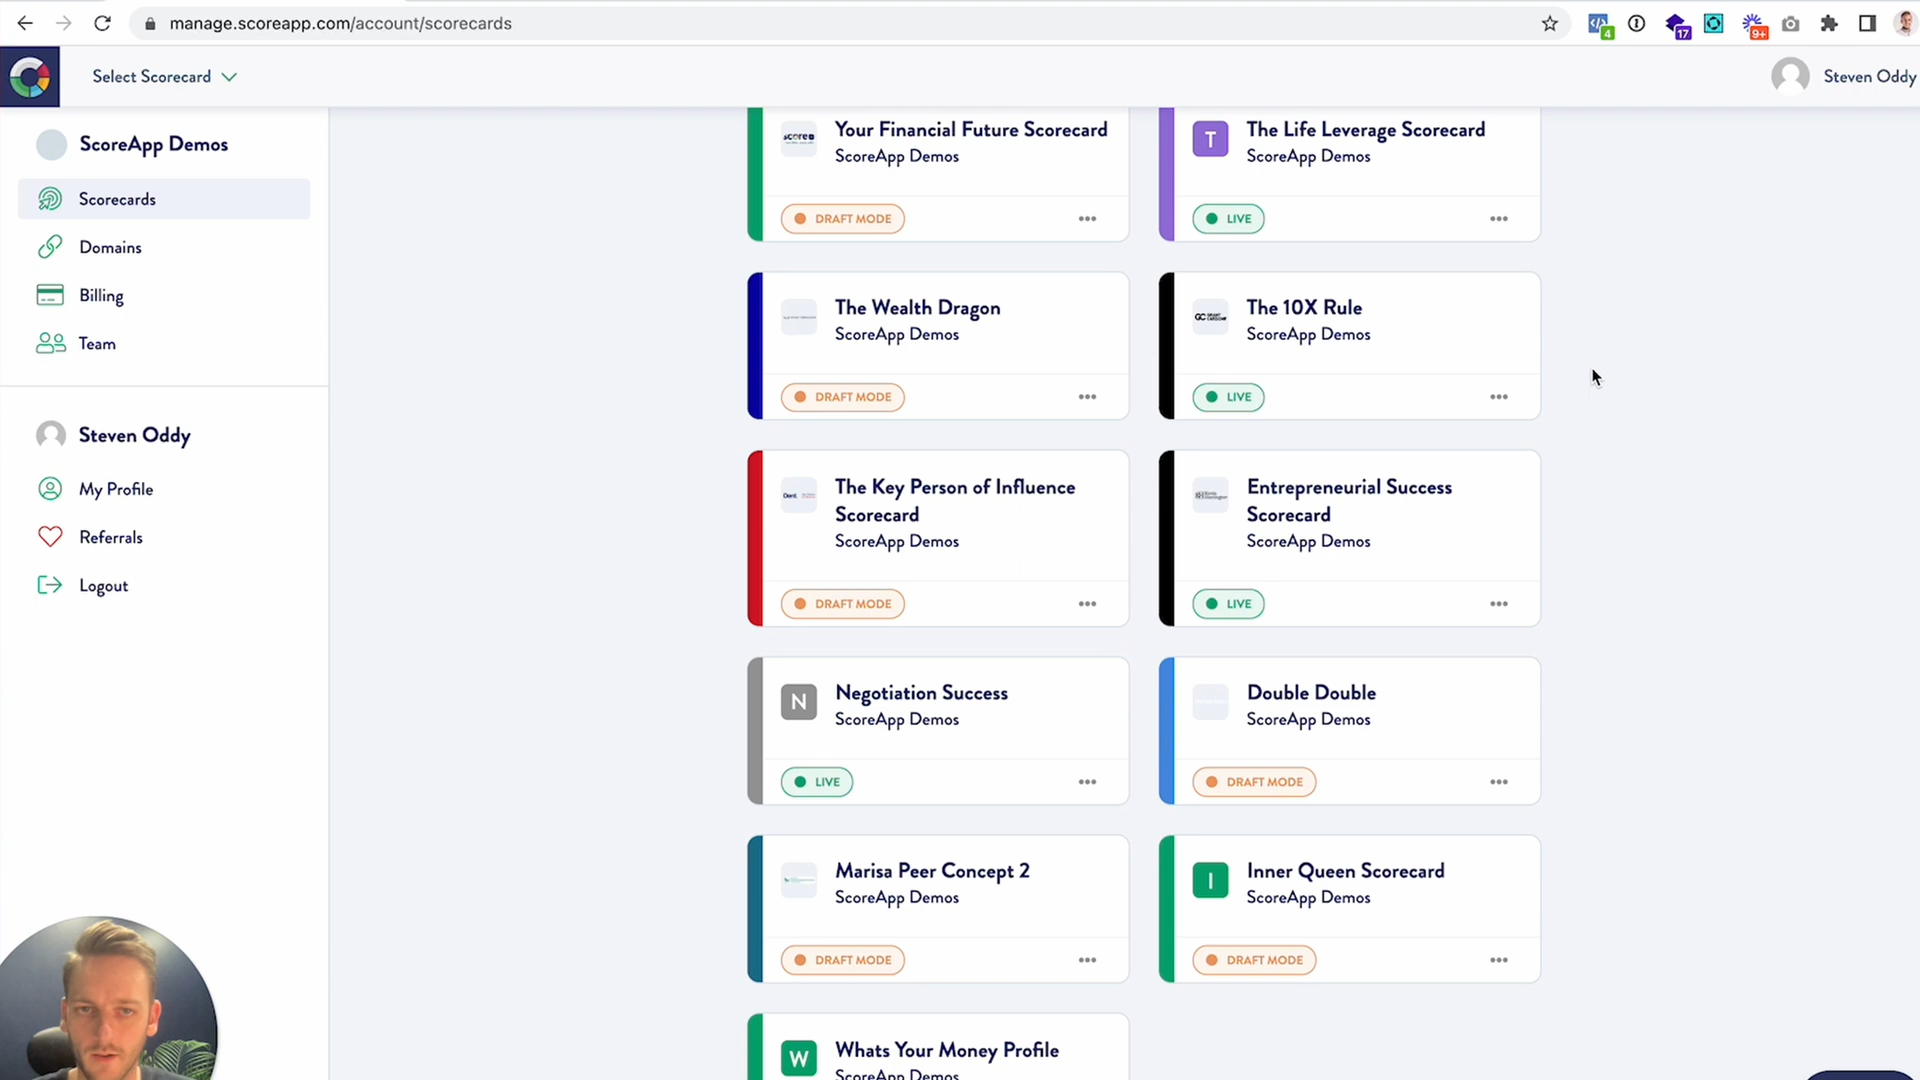 manage.scoreapp.com/account/scorecards
4
17
9+
Select Scorecard
Steven Oddy
ScoreApp Demos
Scorecards
Domains
Billing
Team
Steven Oddy
My Profile
Referrals
Logout
Your Financial Future Scorecard
ScoreApp Demos
DRAFT MODE
T
The Life Leverage Scorecard
ScoreApp Demos
LIVE
The Wealth Dragon
ScoreApp Demos
DRAFT MODE
The 10X Rule
ScoreApp Demos
LIVE
The Key Person of Influence
Scorecard
ScoreApp Demos
DRAFT MODE
Entrepreneurial Success
Scorecard
ScoreApp Demos
LIVE
N
Negotiation Success
ScoreApp Demos
LIVE
Double Double
ScoreApp Demos
DRAFT MODE
Marisa Peer Concept 2
ScoreApp Demos
DRAFT MODE
I
Inner Queen Scorecard
ScoreApp Demos
DRAFT MODE
W
Whats Your Money Profile
ScoreApp Demos